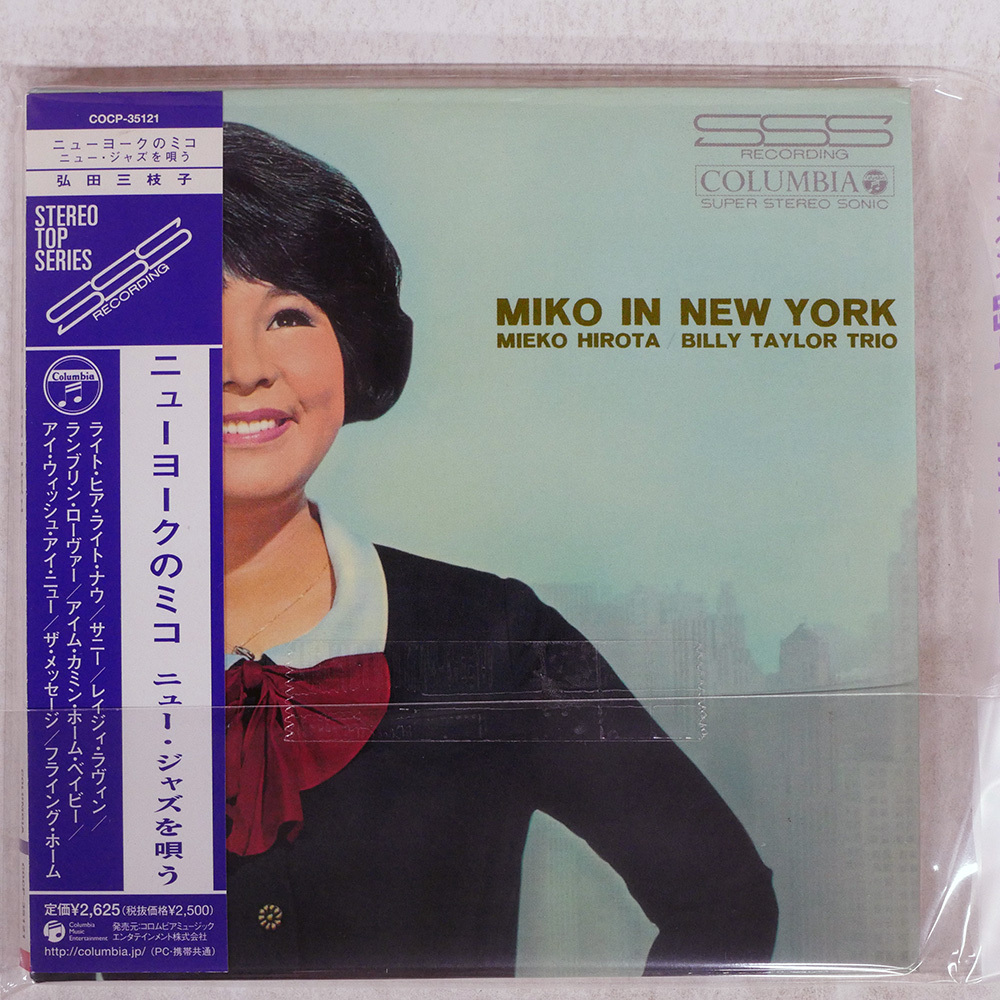 COCP-35121
ニューヨークのミコ
ニュー・ジャズを唄う
弘田三枝子
STEREO
TOP
SERIES
SSS
RECORDING
Columbia
ニューヨークのミコ ニュー・ジャズを唄う
ライト・ヒア・ライト・ナウ/サニー/レイジィ・ラヴィン/
ランブリン・ローヴァー/アイム・カミン・ホーム・ベイビー/
アイ・ウィッシュ・アイ・ニュー/ザ・メッセージ/フライング・ホーム
定価¥2,625(税抜価格¥2,500)
Columbia
Music
Entertainment
発売元:コロムビアミュージック
エンタテインメント株式会社
http://columbia.jp/ (PC・携帯共通)
SSS
RECORDING
COLUMBIA
SUPER STEREO SONIC
MIKO IN NEW YORK
MIEKO HIROTA / BILLY TAYLOR TRIO